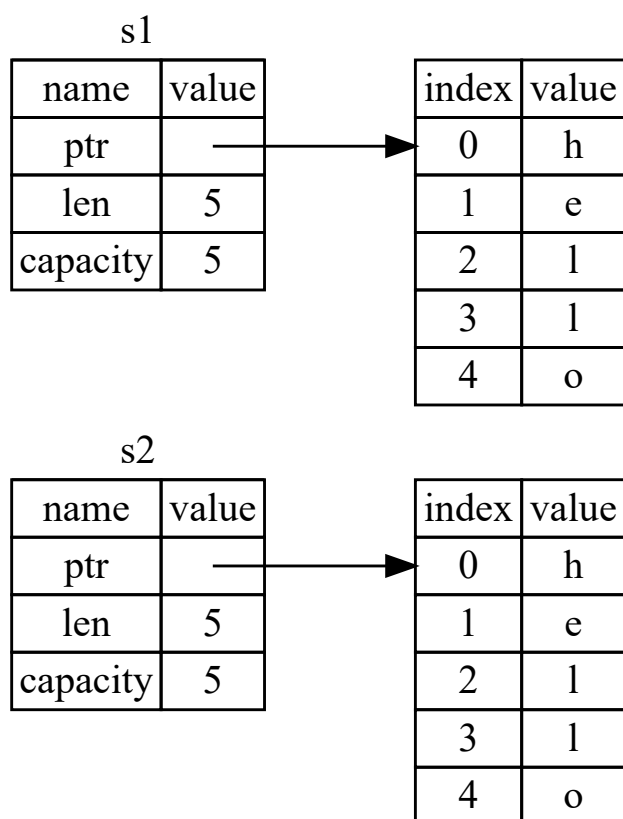 s1
name value
ptr
len 5
capacity 5
index value
0 h
1 e
2 l
3 l
4 o
s2
name value
ptr
len 5
capacity 5
index value
0 h
1 e
2 l
3 l
4 o